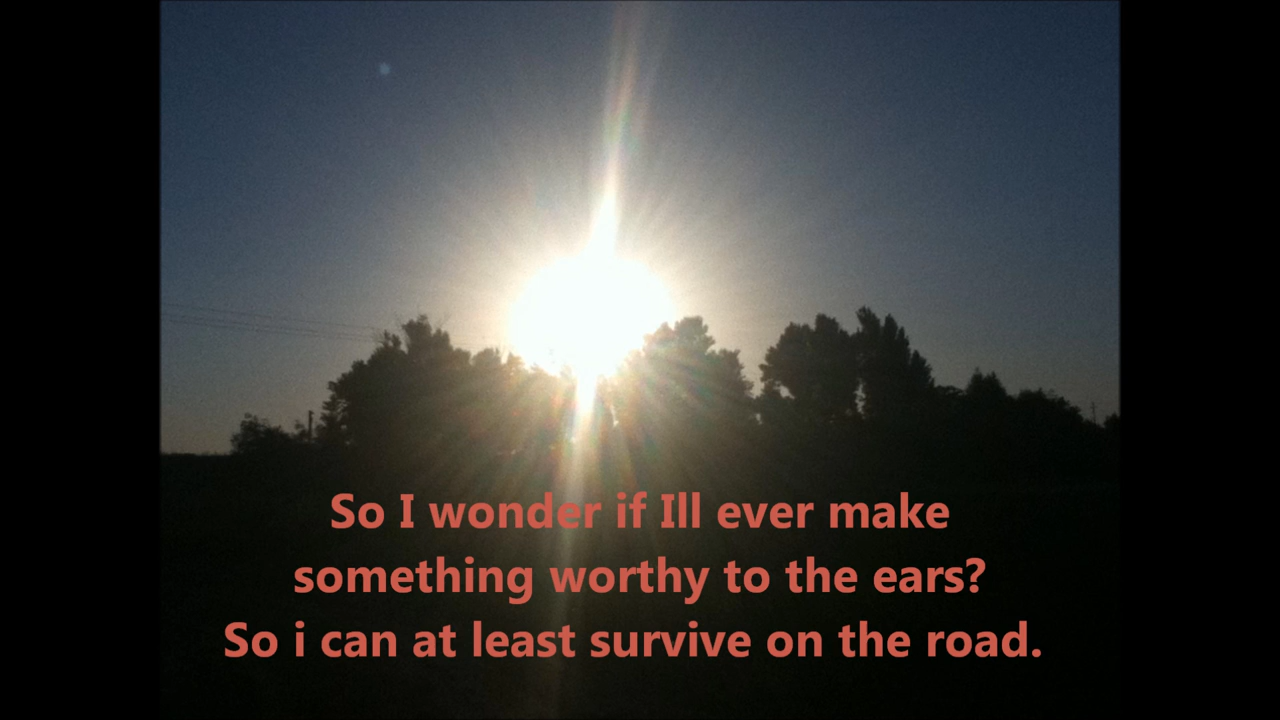 So I wonder if Ill ever make
something worthy to the ears?
So i can at least survive on the road.